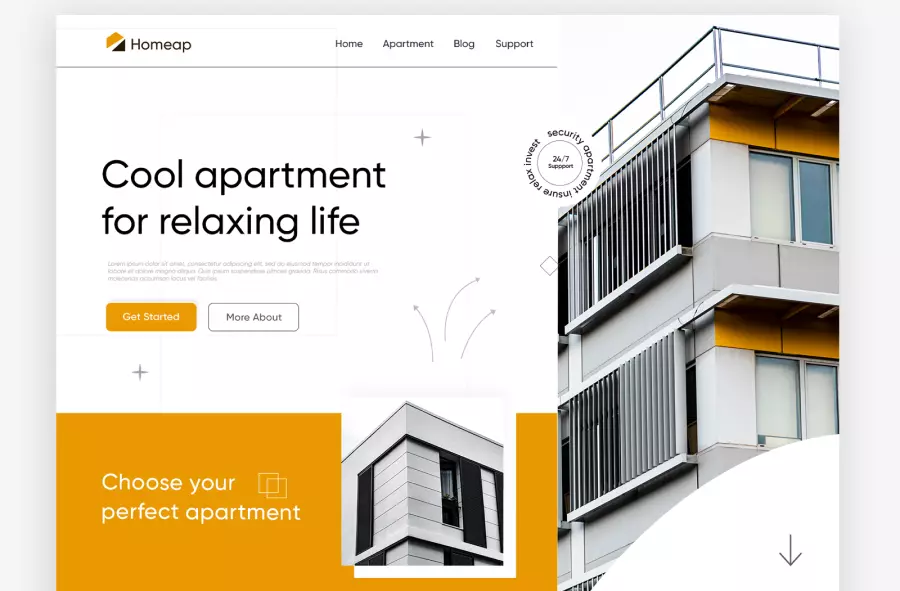 Homeap
Home Apartment Blog Support
security apartment insure relax invest
24/7
Suppport
Cool apartment
for relaxing life
Lorem ipsum dolor sit amet, consectetur adipiscing elit, sed do eiusmod tempor incididunt ut
labore et dolore magna aliqua. Quis ipsum suspendisse ultrices gravida. Risus commodo viverra
maecenas accumsan lacus vel facilisis.
Get Started
More About
Choose your
perfect apartment